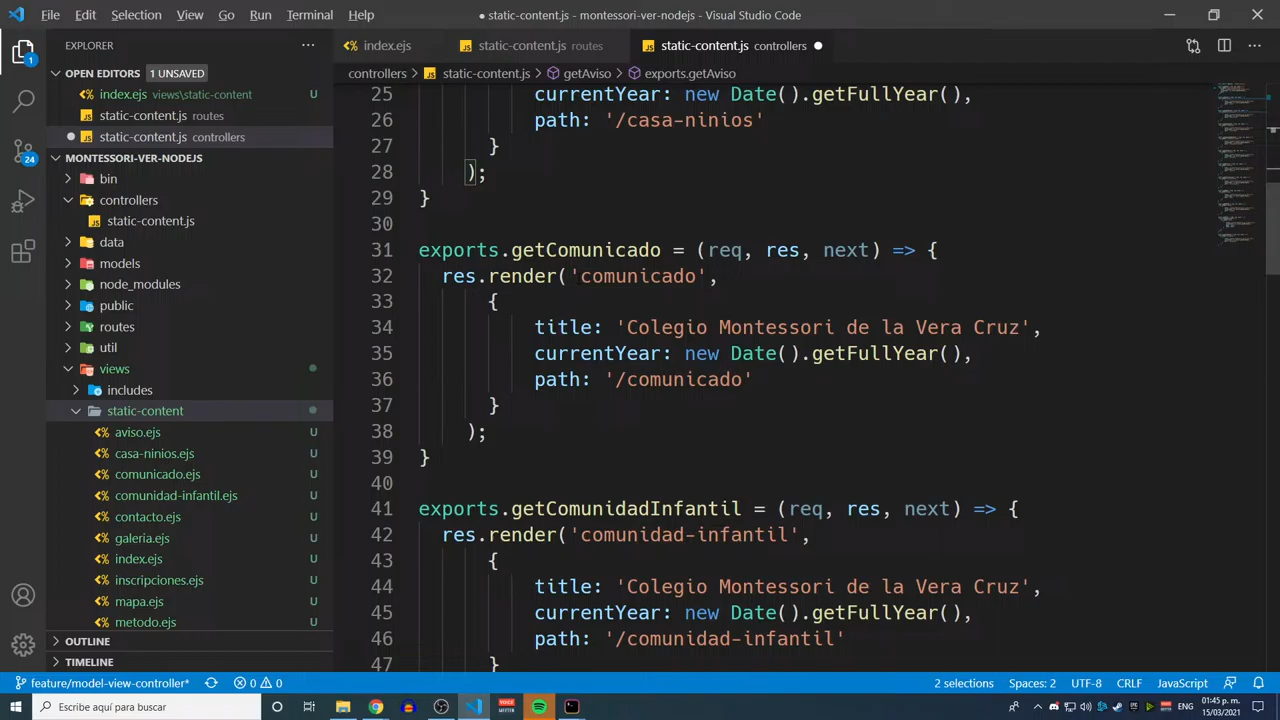 File Edit Selection View Go Run Terminal Help
● static-content.js - montessori-ver-nodejs - Visual Studio Code
EXPLORER
OPEN EDITORS 1 UNSAVED
index.ejs views\static-content U
static-content.js routes
static-content.js controllers
MONTESSORI-VER-NODEJS
bin
controllers
static-content.js
data
models
node_modules
public
routes
util
views
includes
static-content
aviso.ejs U
casa-ninios.ejs U
comunicado.ejs U
comunidad-infantil.ejs U
contacto.ejs U
galeria.ejs U
index.ejs U
inscripciones.ejs U
mapa.ejs U
metodo.ejs U
OUTLINE
TIMELINE
1
24
index.ejs static-content.js routes static-content.js controllers
controllers > static-content.js > getAviso > exports.getAviso
25 currentYear: new Date().getFullYear(),
26 path: '/casa-ninios'
27 }
28 );
29 }
30
31 exports.getComunicado = (req, res, next) => {
32 res.render('comunicado',
33 {
34 title: 'Colegio Montessori de la Vera Cruz',
35 currentYear: new Date().getFullYear(),
36 path: '/comunicado'
37 }
38 );
39 }
40
41 exports.getComunidadInfantil = (req, res, next) => {
42 res.render('comunidad-infantil',
43 {
44 title: 'Colegio Montessori de la Vera Cruz',
45 currentYear: new Date().getFullYear(),
46 path: '/comunidad-infantil'
47 }
feature/model-view-controller* 0 0 2 selections Spaces: 2 UTF-8 CRLF JavaScript
Escribe aquí para buscar
ENG 01:45 p. m.
15/03/2021